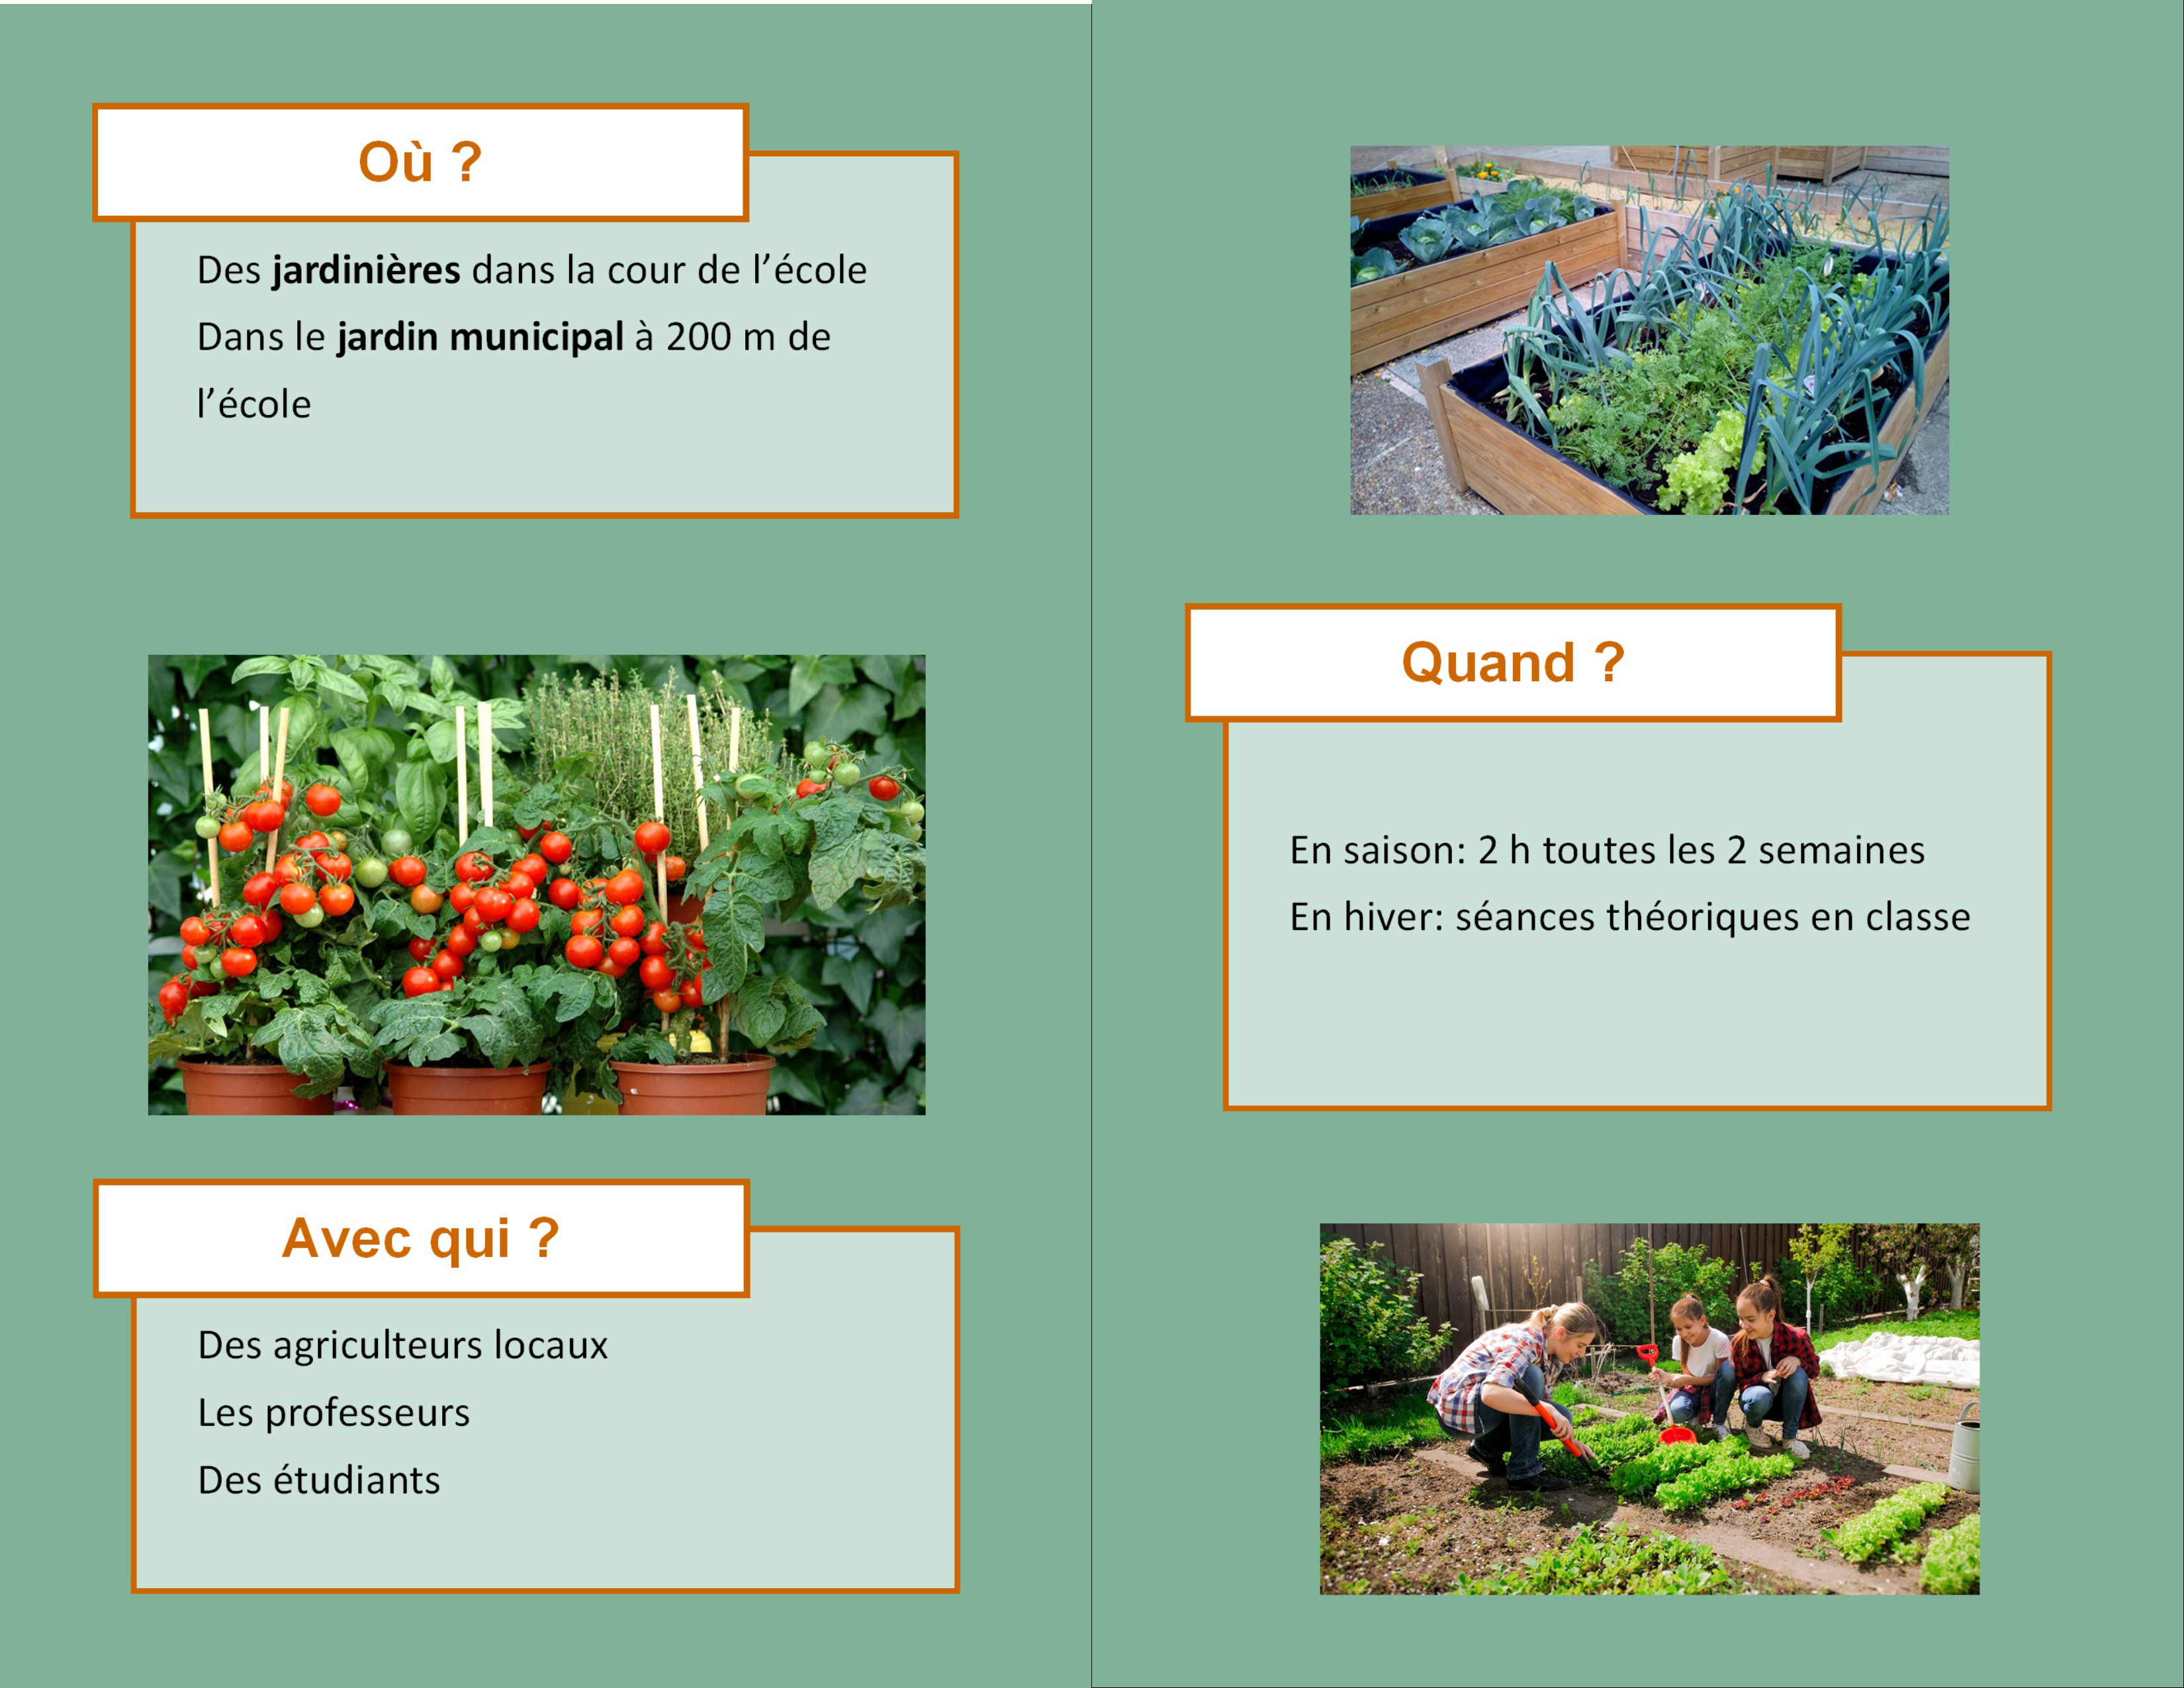 Où ?
Des jardinières dans la cour de l’école
Dans le jardin municipal à 200 m de
l’école
Avec qui ?
Des agriculteurs locaux
Les professeurs
Des étudiants
Quand ?
En saison: 2 h toutes les 2 semaines
En hiver: séances théoriques en classe